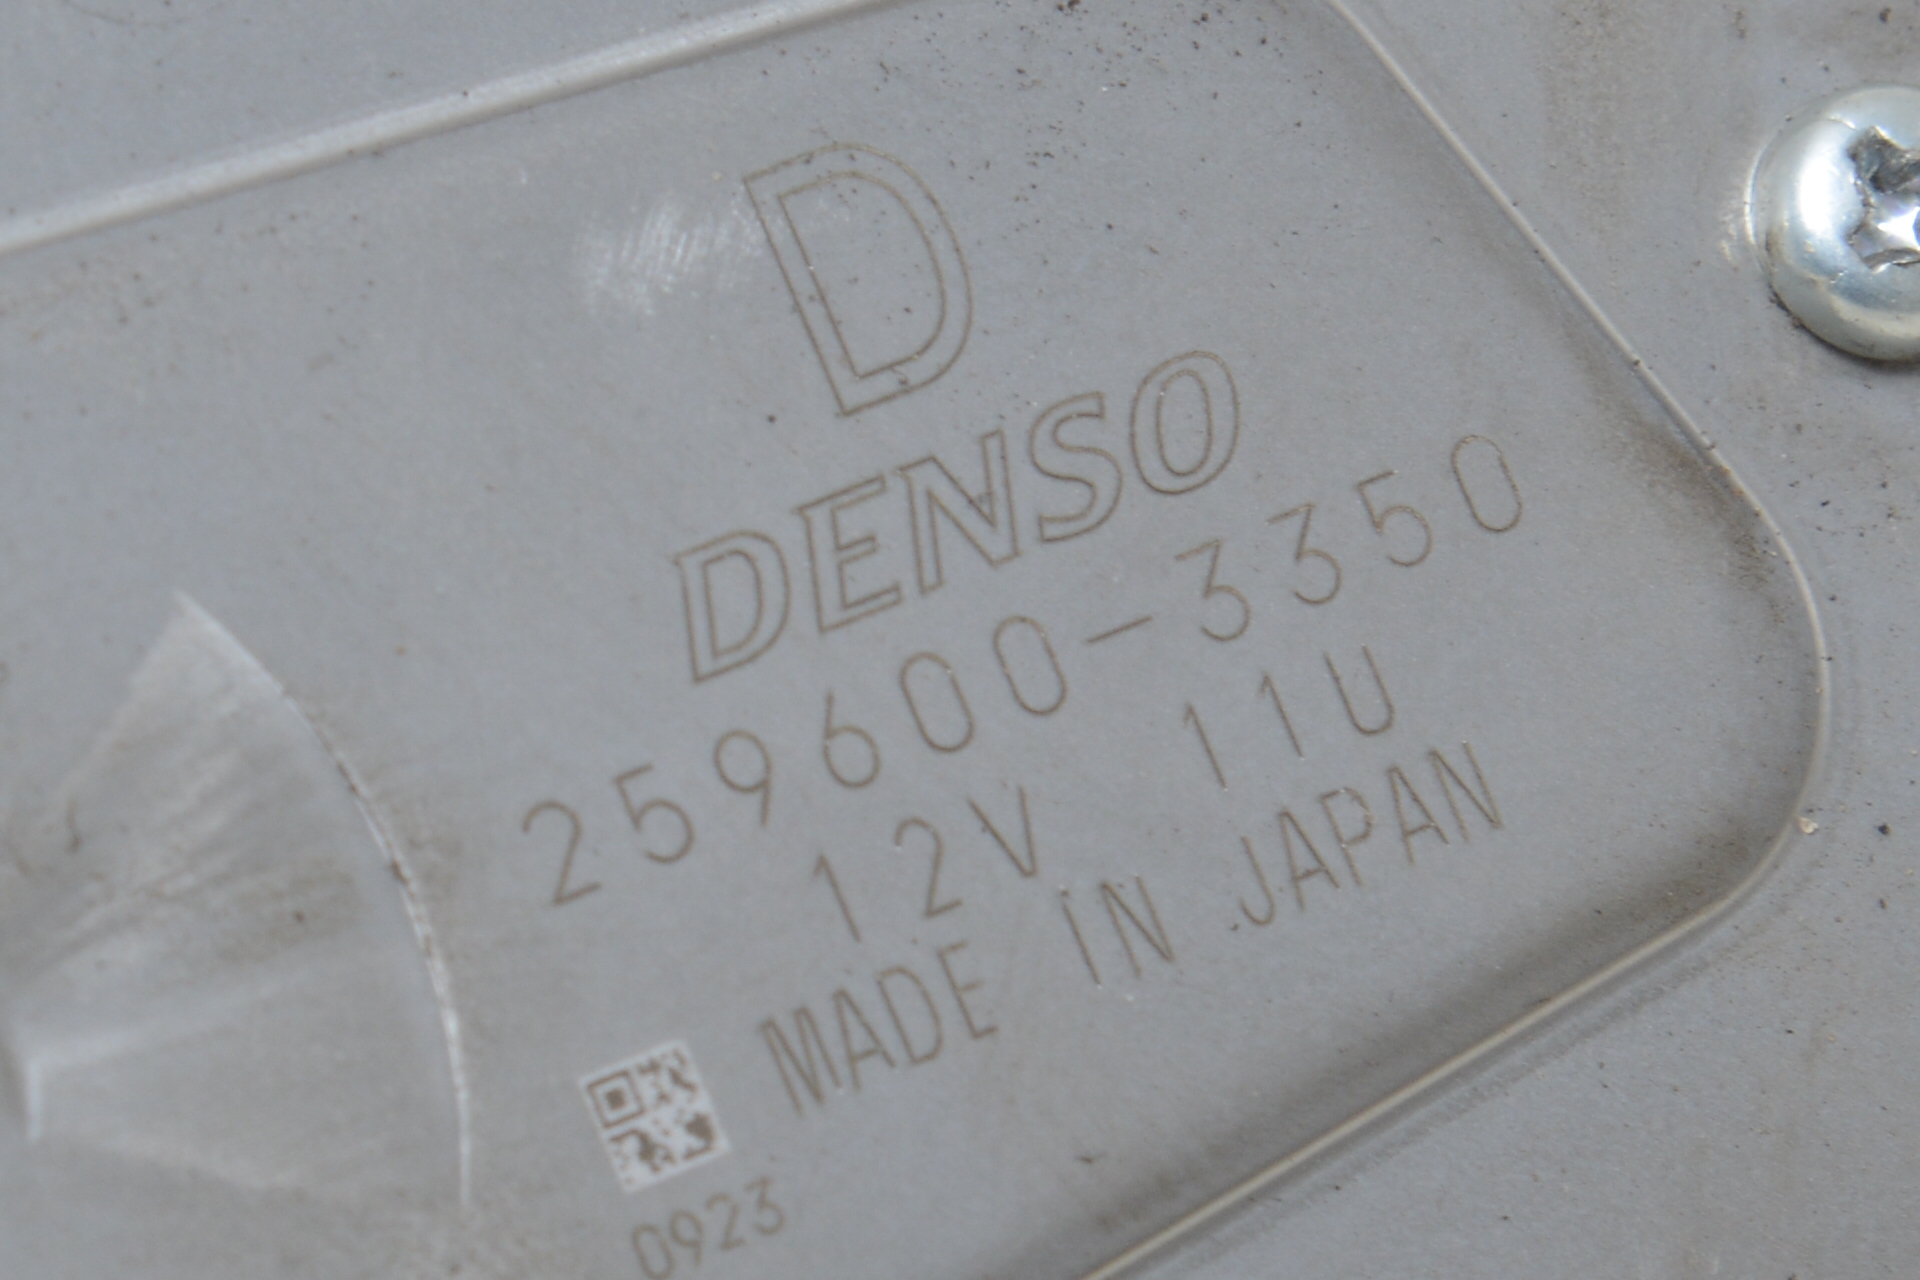 D
DENSO
259600-3350
12V 11U
MADE IN JAPAN
0923